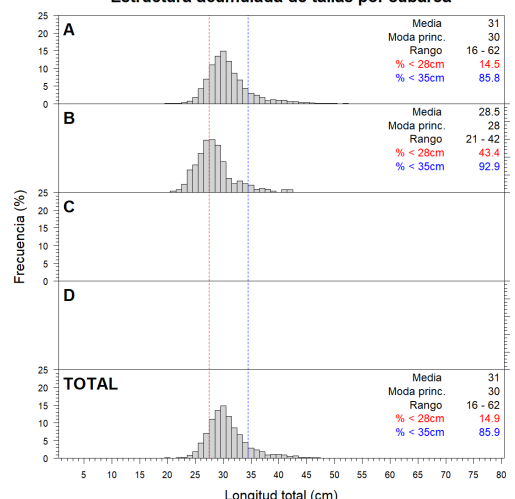 Estructura acumulada de tallas por subárea
A
Media 31
Moda princ. 30
Rango 16 - 62
% < 28cm 14.5
% < 35cm 85.8
25
20
15
10
5
0
B
Media 28.5
Moda princ. 28
Rango 21 - 42
% < 28cm 43.4
% < 35cm 92.9
Frecuencia (%)
C
25
20
15
10
5
0
D
TOTAL
Media 31
Moda princ. 30
Rango 16 - 62
% < 28cm 14.9
% < 35cm 85.9
25
20
15
10
5
0
5 10 15 20 25 30 35 40 45 50 55 60 65 70 75 80
Longitud total (cm)